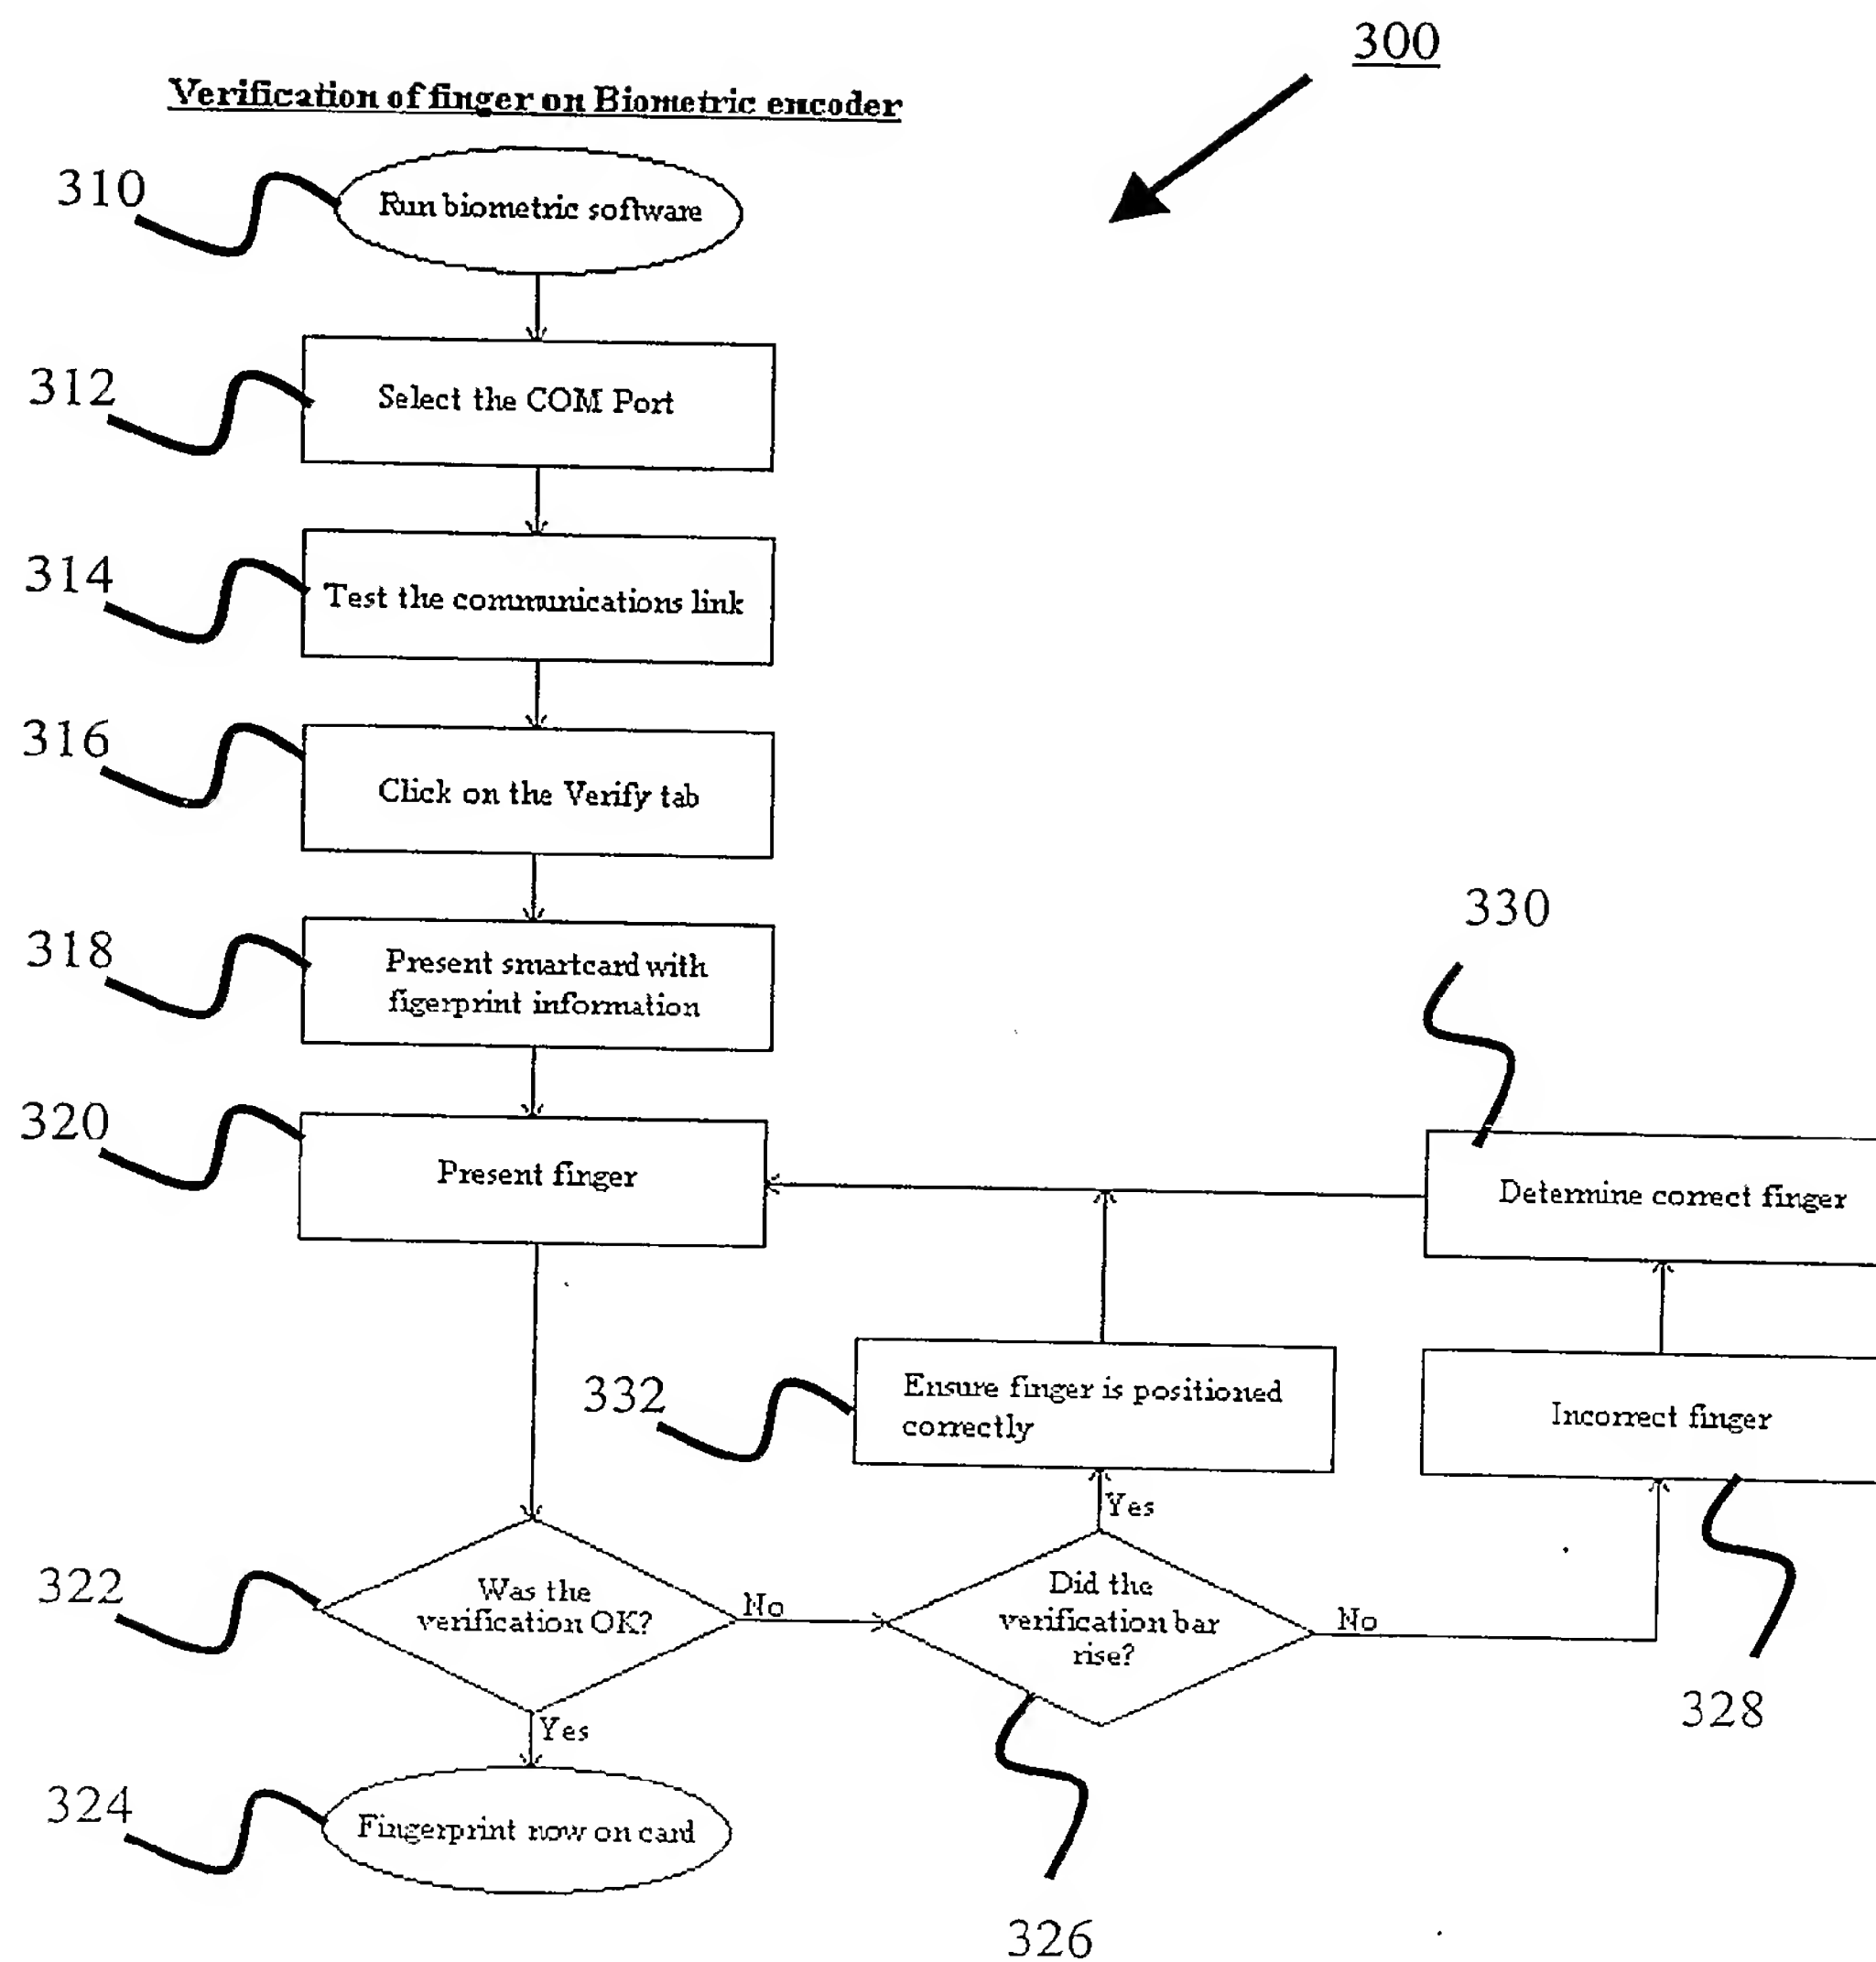 300
Verification of finger on Biometric encoder
310
Run biometric software
312
Select the COM Port
314
Test the communications link
316
Click on the Verify tab
318
Present smartcard with
figerprint information
320
Present finger
330
Determine correct finger
332
Ensure finger is positioned
correctly
Incorrect finger
328
Yes
322
Was the
verification OK?
No
Did the
verification bar
rise?
No
326
Yes
324
Fingerprint now on card